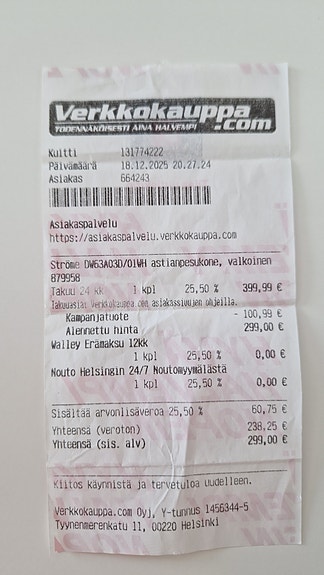 Verkkokauppa
.com
TODENNÄKÖISESTI AINA HALVEMPI
Kuitti 131774222
Päivämäärä 18.12.2025 20.27.24
Asiakas 664243
Asiakaspalvelu
https://asiakaspalvelu.verkkokauppa.com
Ströme DW63A03D/01WH astianpesukone, valkoinen
879958
Takuu 24 kk 1 kpl 25,50 % 399,99 €
Takuuasiat Verkkokauppa.com asiakassivujen ohjeilla.
Kampanjatuote - 100,99 €
Alennettu hinta 299,00 €
Walley Erämaksu 12kk
1 kpl 25,50 % 0,00 €
Nouto Helsingin 24/7 Noutomyymälästä
1 kpl 25,50 % 0,00 €
Sisältää arvonlisäveroa 25,50 % 60,75 €
Yhteensä (veroton) 238,25 €
Yhteensä (sis. alv) 299,00 €
Kiitos käynnistä ja tervetuloa uudelleen.
Verkkokauppa.com Oyj, Y-tunnus 1456344-5
Tyynenmerenkatu 11, 00220 Helsinki